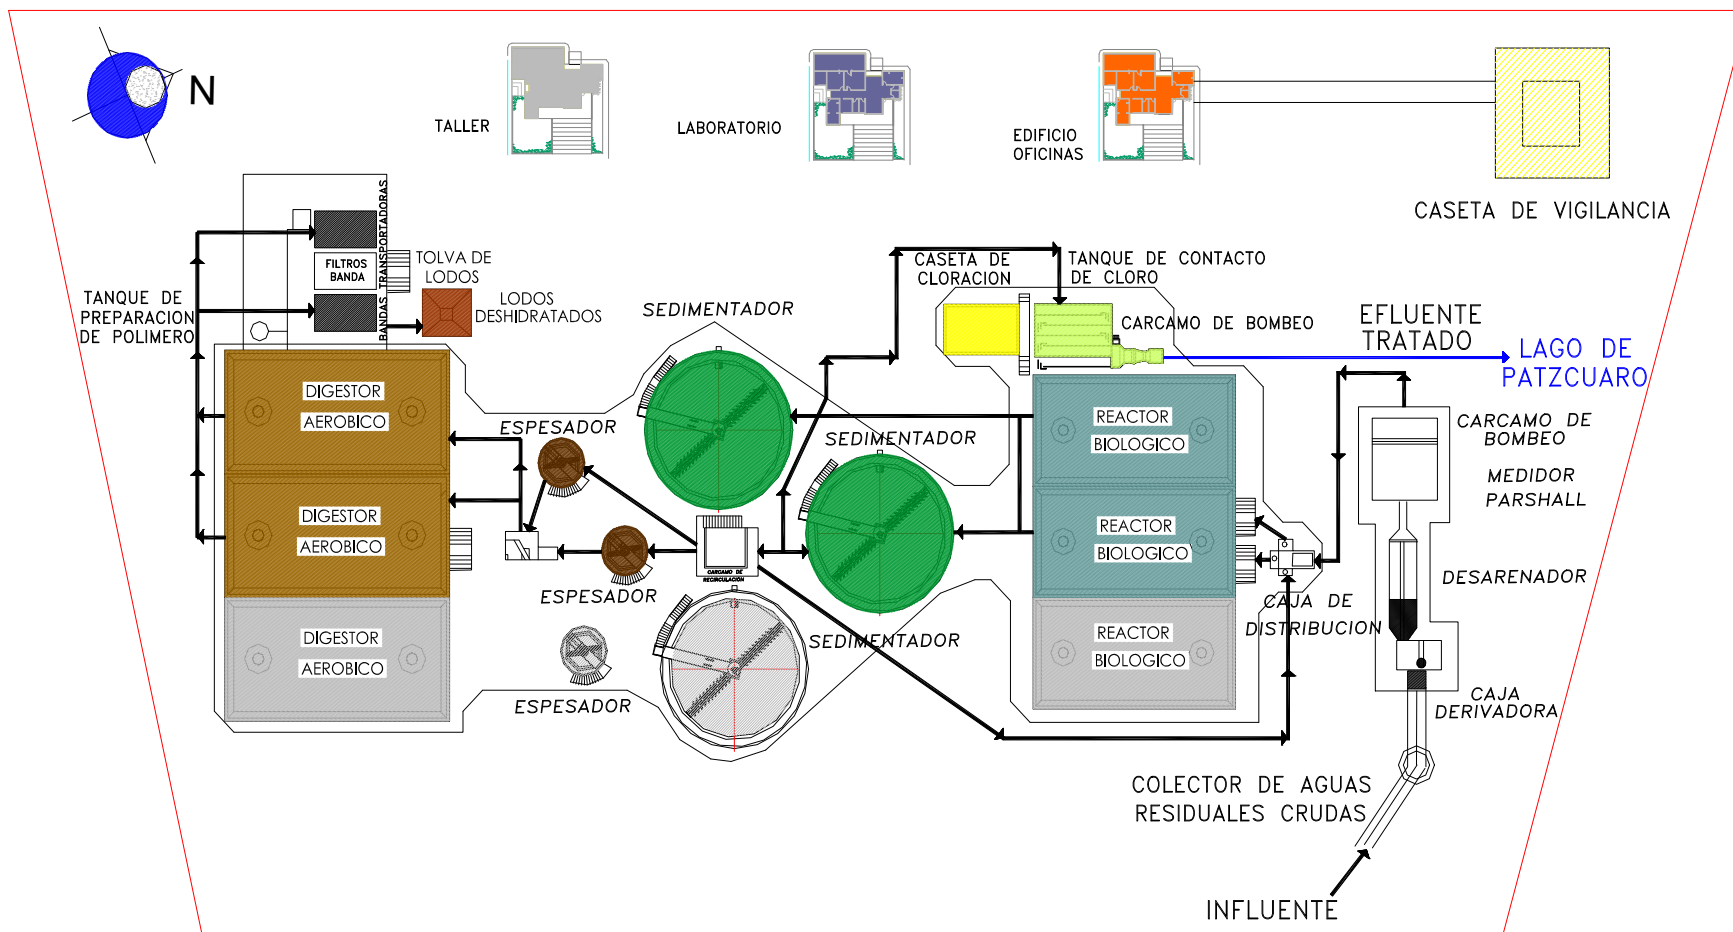 N
TALLER
LABORATORIO
EDIFICIO
OFICINAS
CASETA DE VIGILANCIA
BANDAS TRANSPORTADORAS
FILTROS
BANDA
TOLVA DE
LODOS
LODOS
DESHIDRATADOS
TANQUE DE
PREPARACION
DE POLIMERO
SEDIMENTADOR
CASETA DE
CLORACION
TANQUE DE CONTACTO
DE CLORO
CARCAMO DE BOMBEO
EFLUENTE
TRATADO
LAGO DE
PATZCUARO
DIGESTOR
AEROBICO
ESPESADOR
SEDIMENTADOR
REACTOR
BIOLOGICO
CARCAMO DE
BOMBEO
MEDIDOR
PARSHALL
DIGESTOR
AEROBICO
REACTOR
BIOLOGICO
CARCAMO DE
RECIRCULACIÓN
ESPESADOR
DESARENADOR
CAJA DE
DISTRIBUCION
DIGESTOR
AEROBICO
SEDIMENTADOR
REACTOR
BIOLOGICO
ESPESADOR
CAJA
DERIVADORA
COLECTOR DE AGUAS
RESIDUALES CRUDAS
INFLUENTE